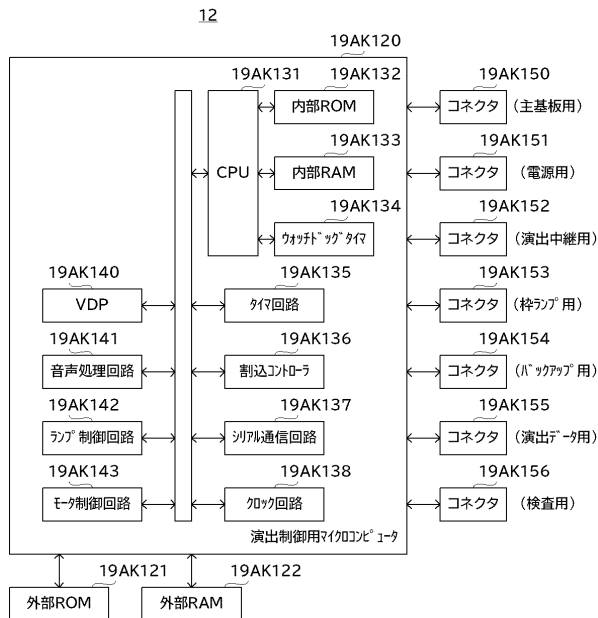 12
19AK120
19AK131
19AK132
19AK150
内部ROM
コネクタ
(主基板用)
19AK133
19AK151
CPU
内部RAM
コネクタ
(電源用)
19AK134
19AK152
ｳｫｯﾁﾄﾞｯｸﾞﾀｲﾏ
コネクタ
(演出中継用)
19AK140
19AK135
19AK153
VDP
ﾀｲﾏ回路
コネクタ
(枠ﾗﾝﾌﾟ用)
19AK141
19AK136
19AK154
音声処理回路
割込ｺﾝﾄﾛｰﾗ
コネクタ
(ﾊﾞｯｸｱｯﾌﾟ用)
19AK142
19AK137
19AK155
ﾗﾝﾌﾟ制御回路
ｼﾘｱﾙ通信回路
コネクタ
(演出ﾃﾞｰﾀ用)
19AK143
19AK138
19AK156
ﾓｰﾀ制御回路
ｸﾛｯｸ回路
コネクタ
(検査用)
演出制御用ﾏｲｸﾛｺﾝﾋﾟｭｰﾀ
19AK121
19AK122
外部ROM
外部RAM